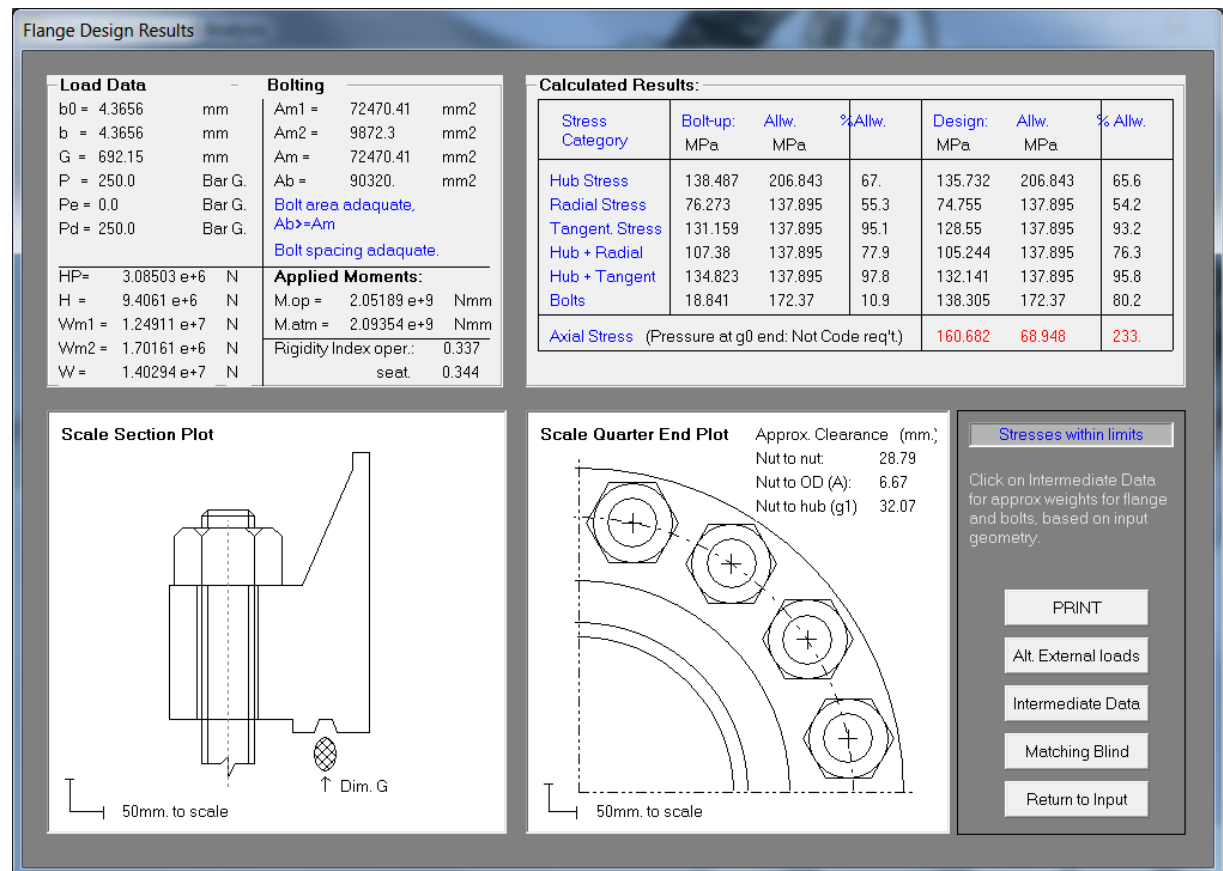 Flange Design Results
Load Data
b0 = 4.3656 mm
b = 4.3656 mm
G = 692.15 mm
P = 250.0 Bar G.
Pe = 0.0 Bar G.
Pd = 250.0 Bar G.
HP= 3.08503 e+6 N
H = 9.4061 e+6 N
Wm1 = 1.24911 e+7 N
Wm2 = 1.70161 e+6 N
W = 1.40294 e+7 N
Bolting
Am1 = 72470.41 mm2
Am2 = 9872.3 mm2
Am = 72470.41 mm2
Ab = 90320. mm2
Bolt area adaquate,
Ab>=Am
Bolt spacing adaquate.
Applied Moments:
M.op = 2.05189 e+9 Nmm
M.atm = 2.09354 e+9 Nmm
Rigidity Index oper.: 0.337
seat. 0.344
Calculated Results:
Stress Bolt-up: Allw. %Allw. Design: Allw. % Allw.
Category MPa MPa MPa MPa
Hub Stress 138.487 206.843 67. 135.732 206.843 65.6
Radial Stress 76.273 137.895 55.3 74.755 137.895 54.2
Tangent. Stress 131.159 137.895 95.1 128.55 137.895 93.2
Hub + Radial 107.38 137.895 77.9 105.244 137.895 76.3
Hub + Tangent 134.823 137.895 97.8 132.141 137.895 95.8
Bolts 18.841 172.37 10.9 138.305 172.37 80.2
Axial Stress (Pressure at g0 end: Not Code req't.) 160.682 68.948 233.
Scale Section Plot
↑ Dim. G
50mm. to scale
Scale Quarter End Plot
Approx. Clearance (mm.)
Nut to nut: 28.79
Nut to OD (A): 6.67
Nut to hub (g1) 32.07
50mm. to scale
Stresses within limits
Click on Intermediate Data
for approx weights for flange
and bolts, based on input
geometry.
PRINT
Alt. External loads
Intermediate Data
Matching Blind
Return to Input